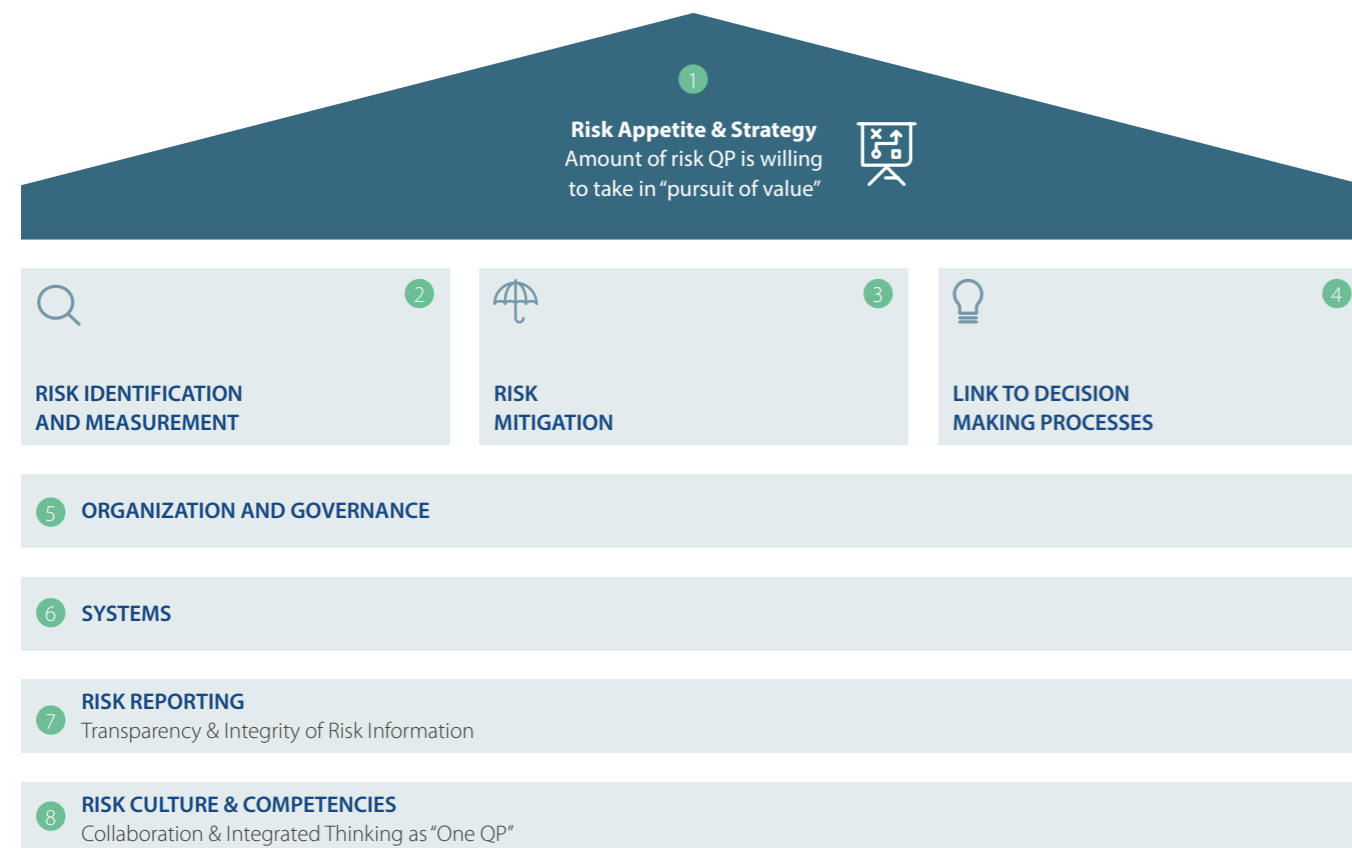 1
Risk Appetite & Strategy
Amount of risk QP is willing
to take in “pursuit of value”
2
RISK IDENTIFICATION
AND MEASUREMENT
3
RISK
MITIGATION
4
LINK TO DECISION
MAKING PROCESSES
5 ORGANIZATION AND GOVERNANCE
6 SYSTEMS
7 RISK REPORTING
Transparency & Integrity of Risk Information
8 RISK CULTURE & COMPETENCIES
Collaboration & Integrated Thinking as “One QP”